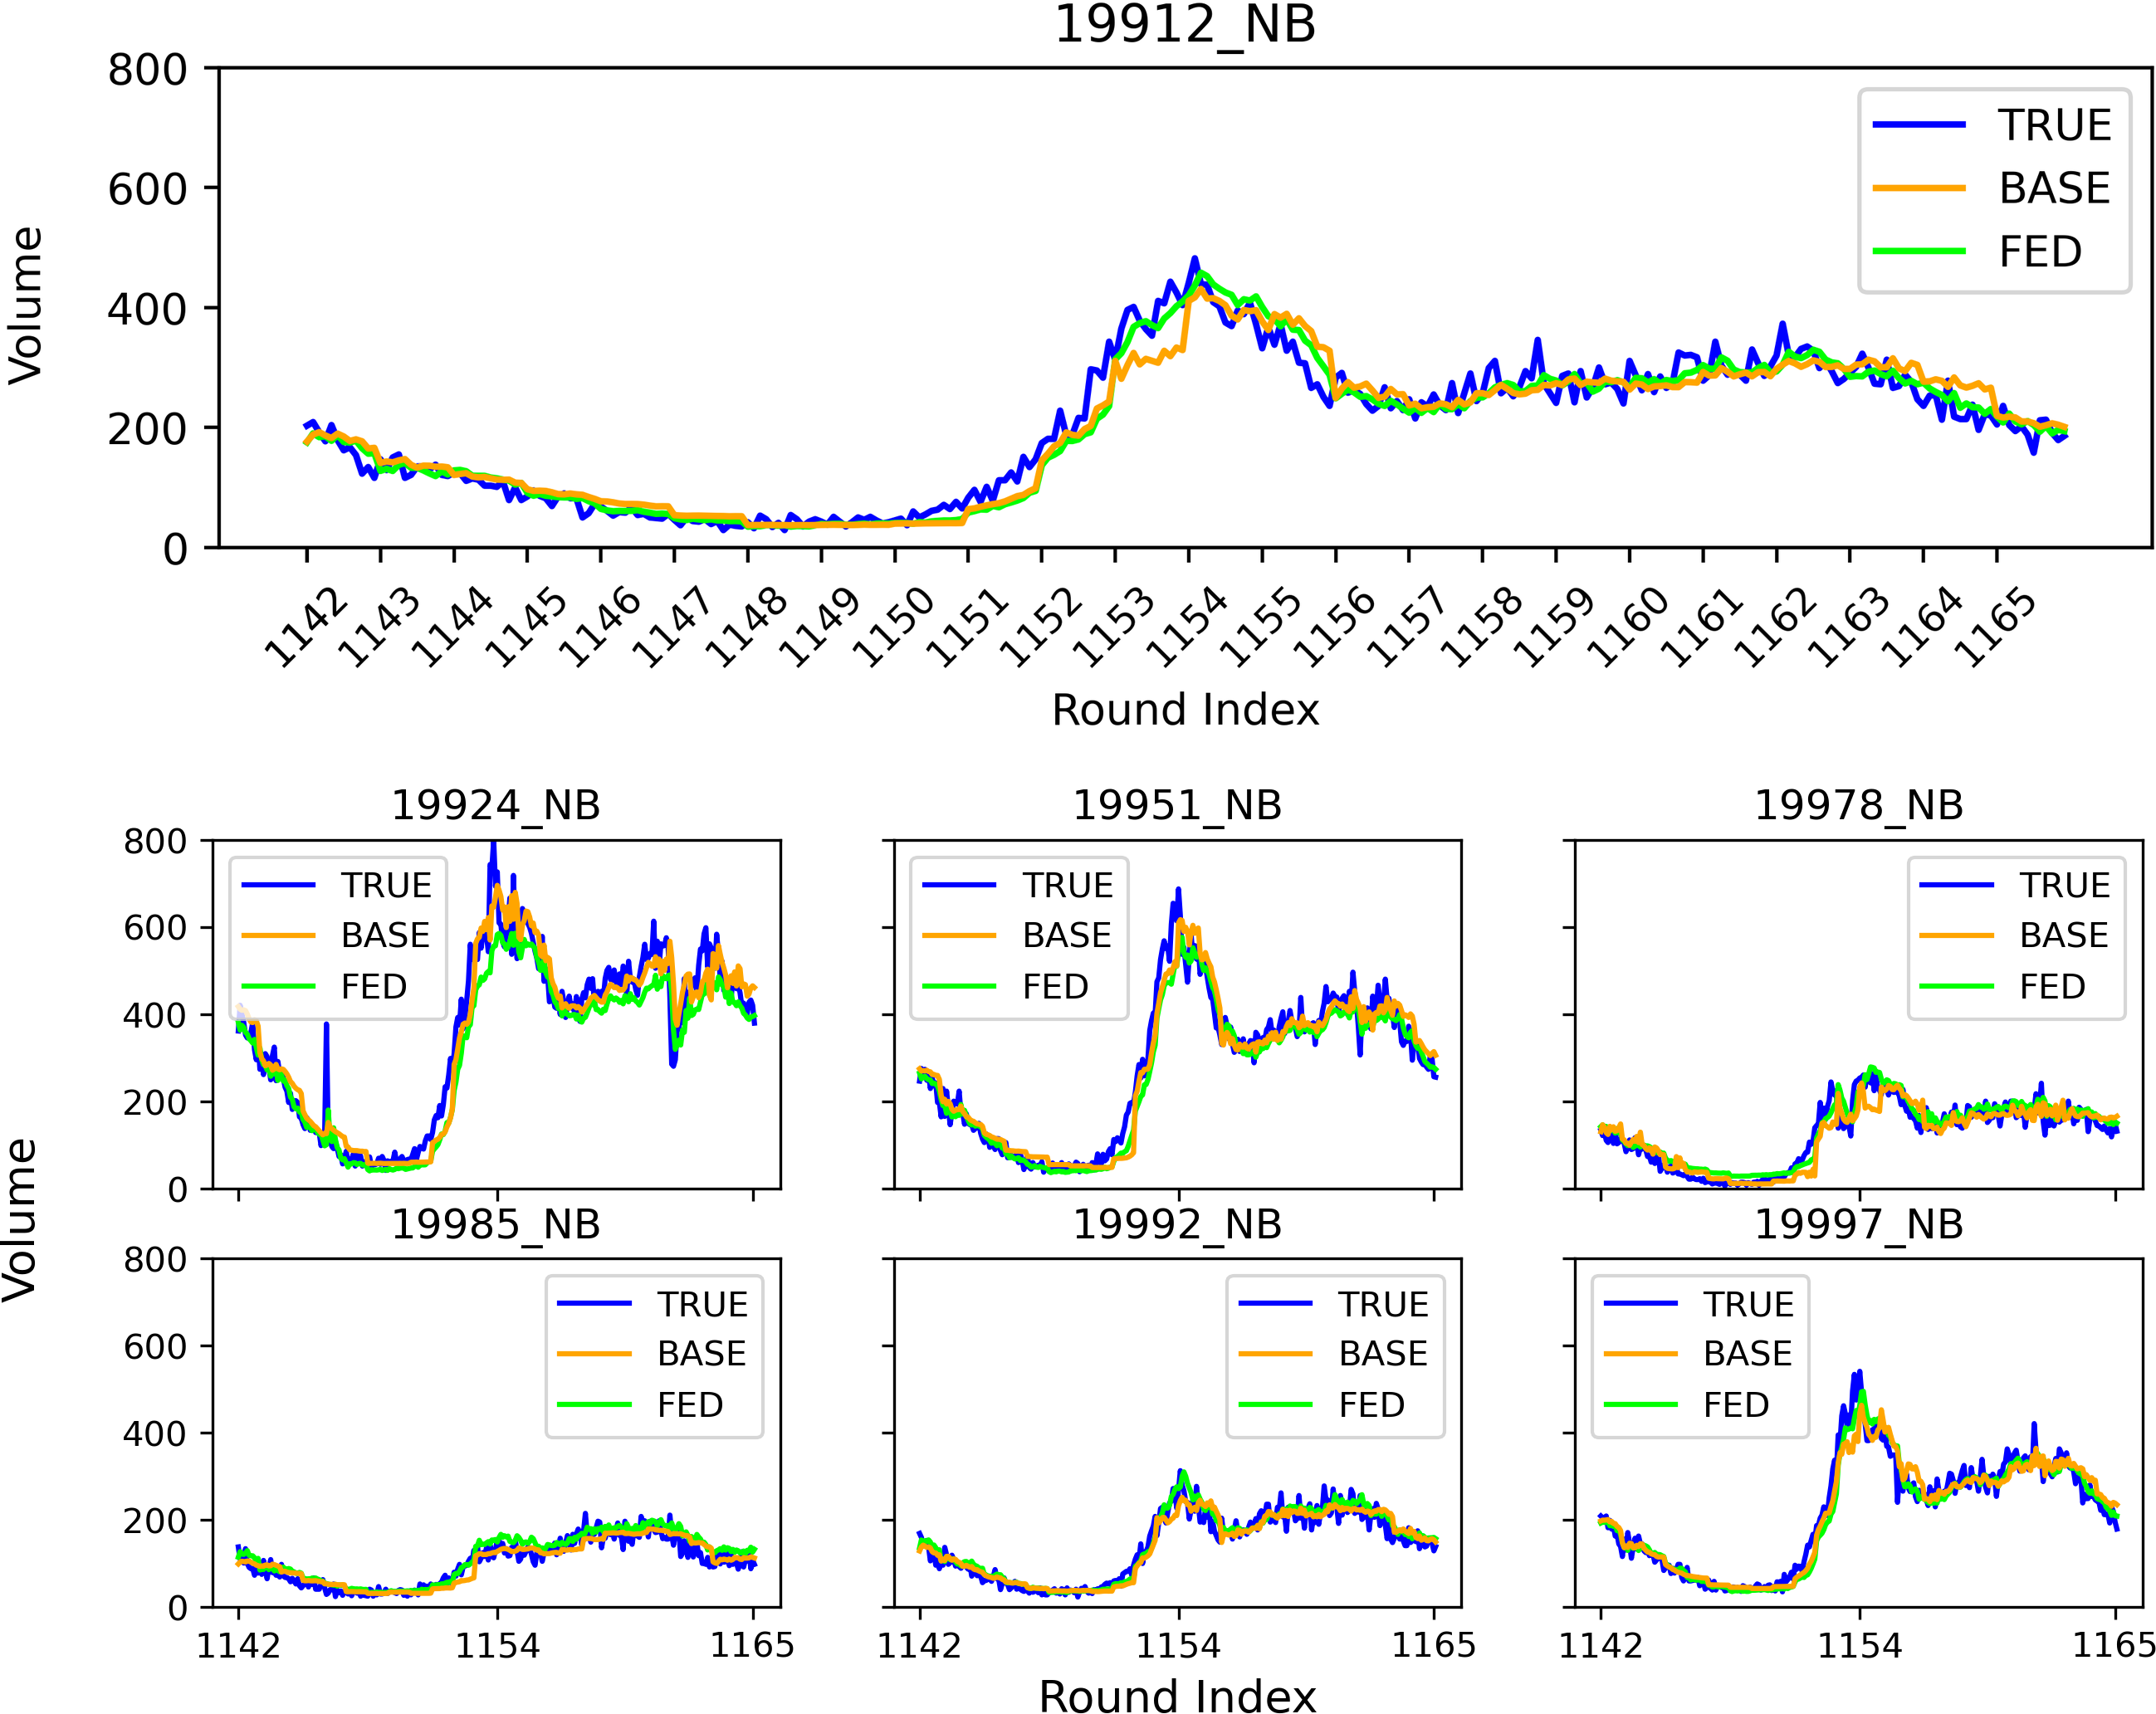 19912_NB
800
600
400
200
0
Volume
TRUE
BASE
FED
1142 1143 1144 1145 1146 1147 1148 1149 1150 1151 1152 1153 1154 1155 1156 1157 1158 1159 1160 1161 1162 1163 1164 1165
Round Index
19924_NB
800
600
400
200
0
TRUE
BASE
FED
19951_NB
TRUE
BASE
FED
19978_NB
TRUE
BASE
FED
Volume
19985_NB
800
600
400
200
0
TRUE
BASE
FED
1142 1154 1165
19992_NB
TRUE
BASE
FED
1142 1154 1165
19997_NB
TRUE
BASE
FED
1142 1154 1165
Round Index